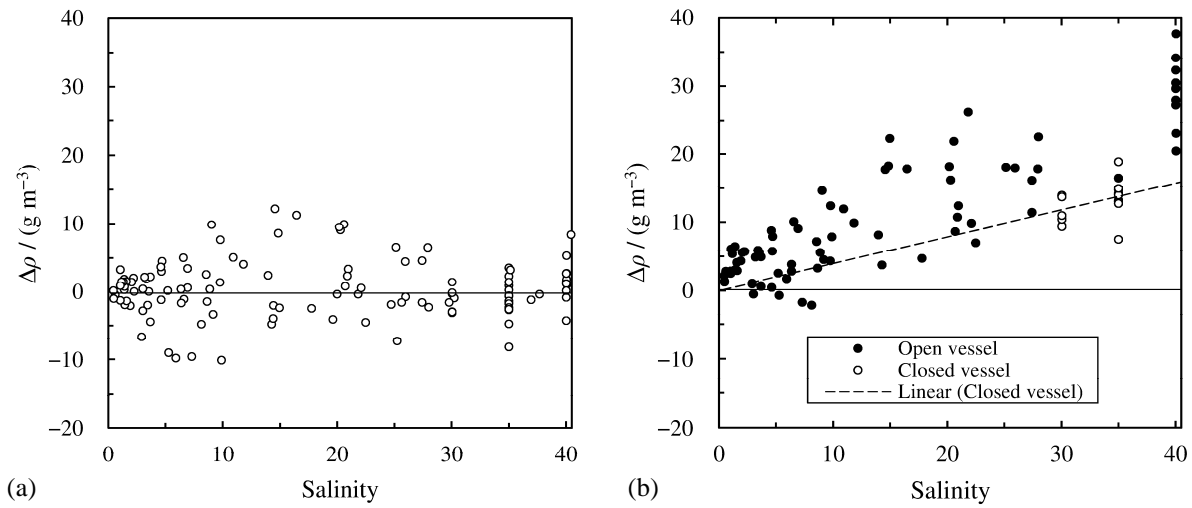 40
30
20
10
0
−10
−20
Δρ / (g m⁻³)
0 10 20 30 40
Salinity
(a)
40
30
20
10
0
−10
−20
Δρ / (g m⁻³)
Open vessel
Closed vessel
Linear (Closed vessel)
0 10 20 30 40
Salinity
(b)